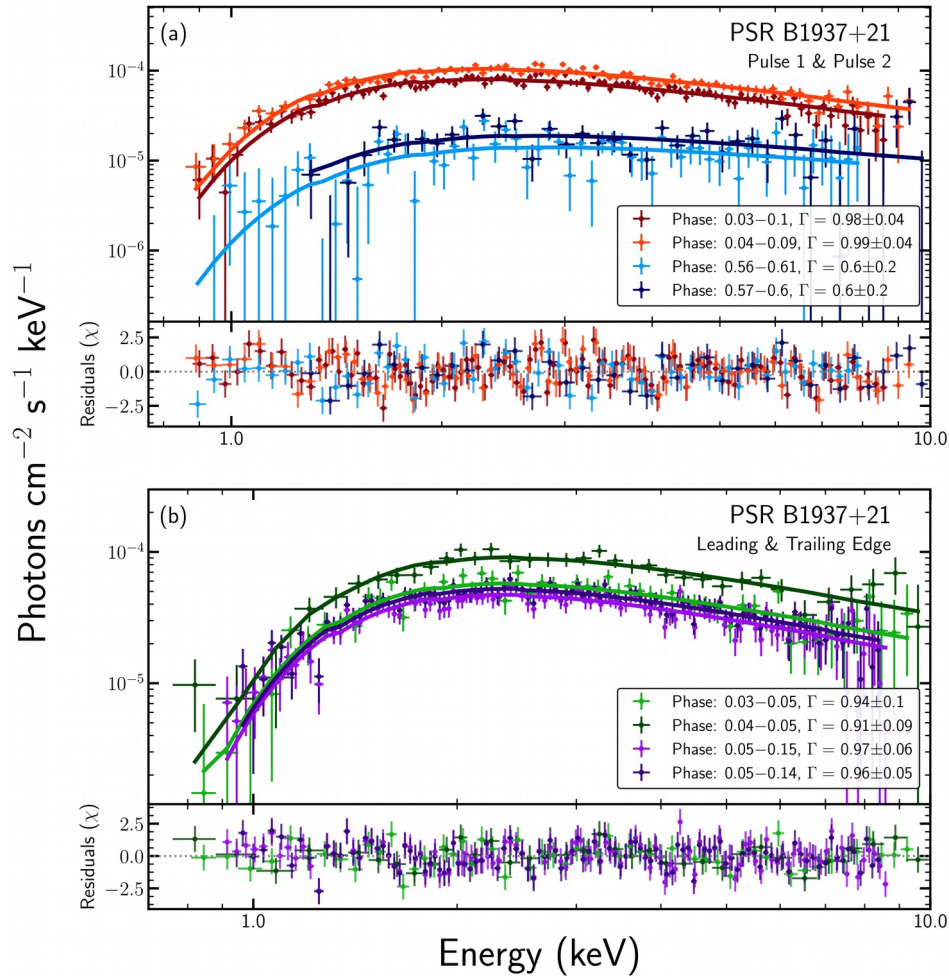 Photons cm⁻² s⁻¹ keV⁻¹
(a)
PSR B1937+21
Pulse 1 & Pulse 2
10⁻⁴
10⁻⁵
10⁻⁶
Phase: 0.03−0.1, Γ = 0.98±0.04
Phase: 0.04−0.09, Γ = 0.99±0.04
Phase: 0.56−0.61, Γ = 0.6±0.2
Phase: 0.57−0.6, Γ = 0.6±0.2
Residuals (χ)
2.5
0.0
−2.5
1.0
10.0
(b)
PSR B1937+21
Leading & Trailing Edge
10⁻⁴
10⁻⁵
Phase: 0.03−0.05, Γ = 0.94±0.1
Phase: 0.04−0.05, Γ = 0.91±0.09
Phase: 0.05−0.15, Γ = 0.97±0.06
Phase: 0.05−0.14, Γ = 0.96±0.05
Residuals (χ)
2.5
0.0
−2.5
1.0
10.0
Energy (keV)